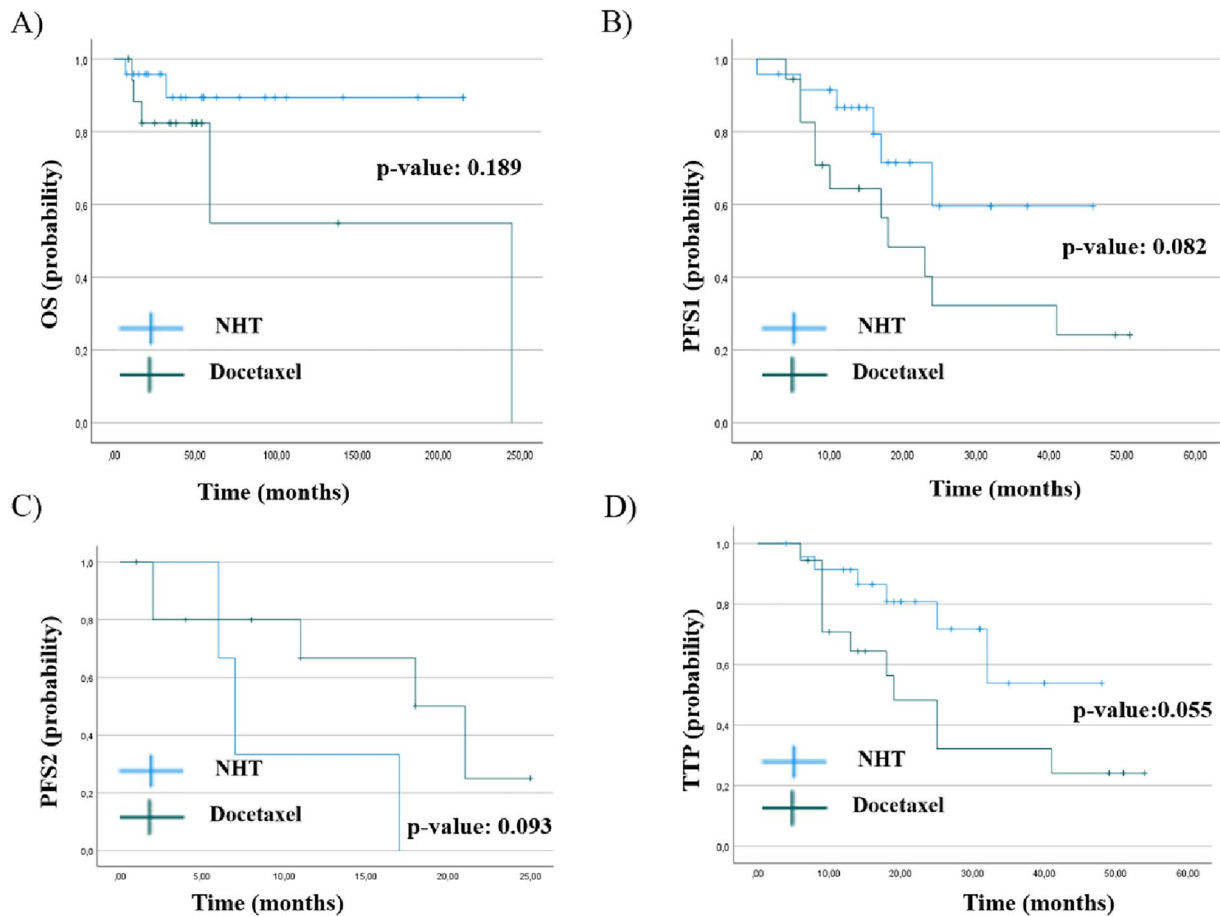 A)
OS (probability)
1,0
0,8
0,6
0,4
0,2
0,0
p-value: 0.189
NHT
Docetaxel
,00 50,00 100,00 150,00 200,00 250,00
Time (months)
B)
PFS1 (probability)
1,0
0,8
0,6
0,4
0,2
0,0
p-value: 0.082
NHT
Docetaxel
,00 10,00 20,00 30,00 40,00 50,00 60,00
Time (months)
C)
PFS2 (probability)
1,0
0,8
0,6
0,4
0,2
0,0
NHT
Docetaxel
p-value: 0.093
,00 5,00 10,00 15,00 20,00 25,00
Time (months)
D)
TTP (probability)
1,0
0,8
0,6
0,4
0,2
0,0
p-value:0.055
NHT
Docetaxel
,00 10,00 20,00 30,00 40,00 50,00 60,00
Time (months)